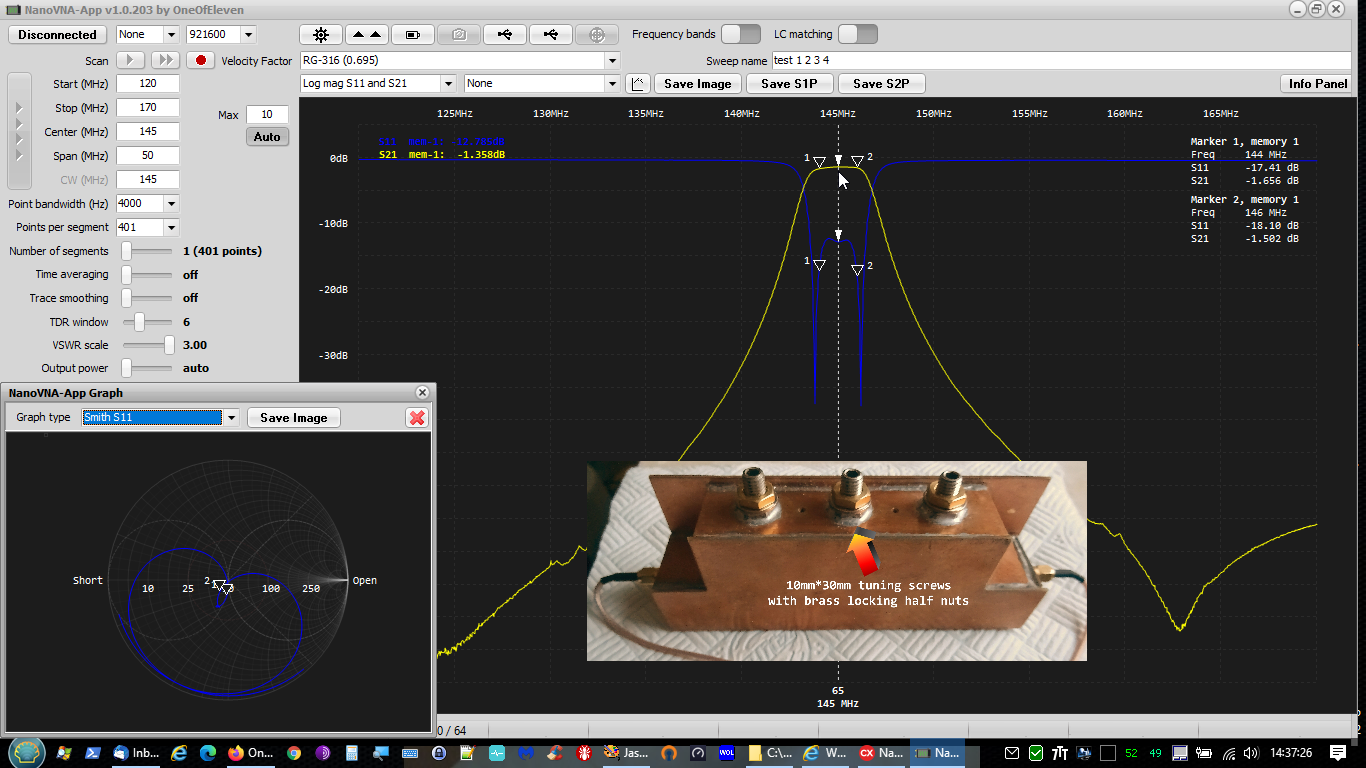 NanoVNA-App v1.0.203 by OneOfEleven
Disconnected None 921600 Frequency bands LC matching
Scan Velocity Factor RG-316 (0.695) Sweep name test 1 2 3 4
Start (MHz) 120 Log mag S11 and S21 None Save Image Save S1P Save S2P Info Panel
Stop (MHz) 170
Max 10
Center (MHz) 145 Auto
Span (MHz) 50
CW (MHz) 145
Point bandwidth (Hz) 4000
Points per segment 401
Number of segments 1 (401 points)
Time averaging off
Trace smoothing off
TDR window 6
VSWR scale 3.00
Output power auto
125MHz 130MHz 135MHz 140MHz 145MHz 150MHz 155MHz 160MHz 165MHz
S11 mem-1:
S21 mem-1: -1.358dB
0dB
-10dB
-20dB
-30dB
1 2
1 2
Marker 1, memory 1
Freq 144 MHz
S11 -17.41 dB
S21 -1.656 dB
Marker 2, memory 1
Freq 146 MHz
S11 -18.10 dB
S21 -1.502 dB
NanoVNA-App Graph
Graph type Smith S11 Save Image
Short 10 25 100 250 Open
2
10mm*30mm tuning screws
with brass locking half nuts
65
145 MHz
0 / 64
Inb... On... Jas... WOL C:\... W... CX Na... Na... 52 49 14:37:26